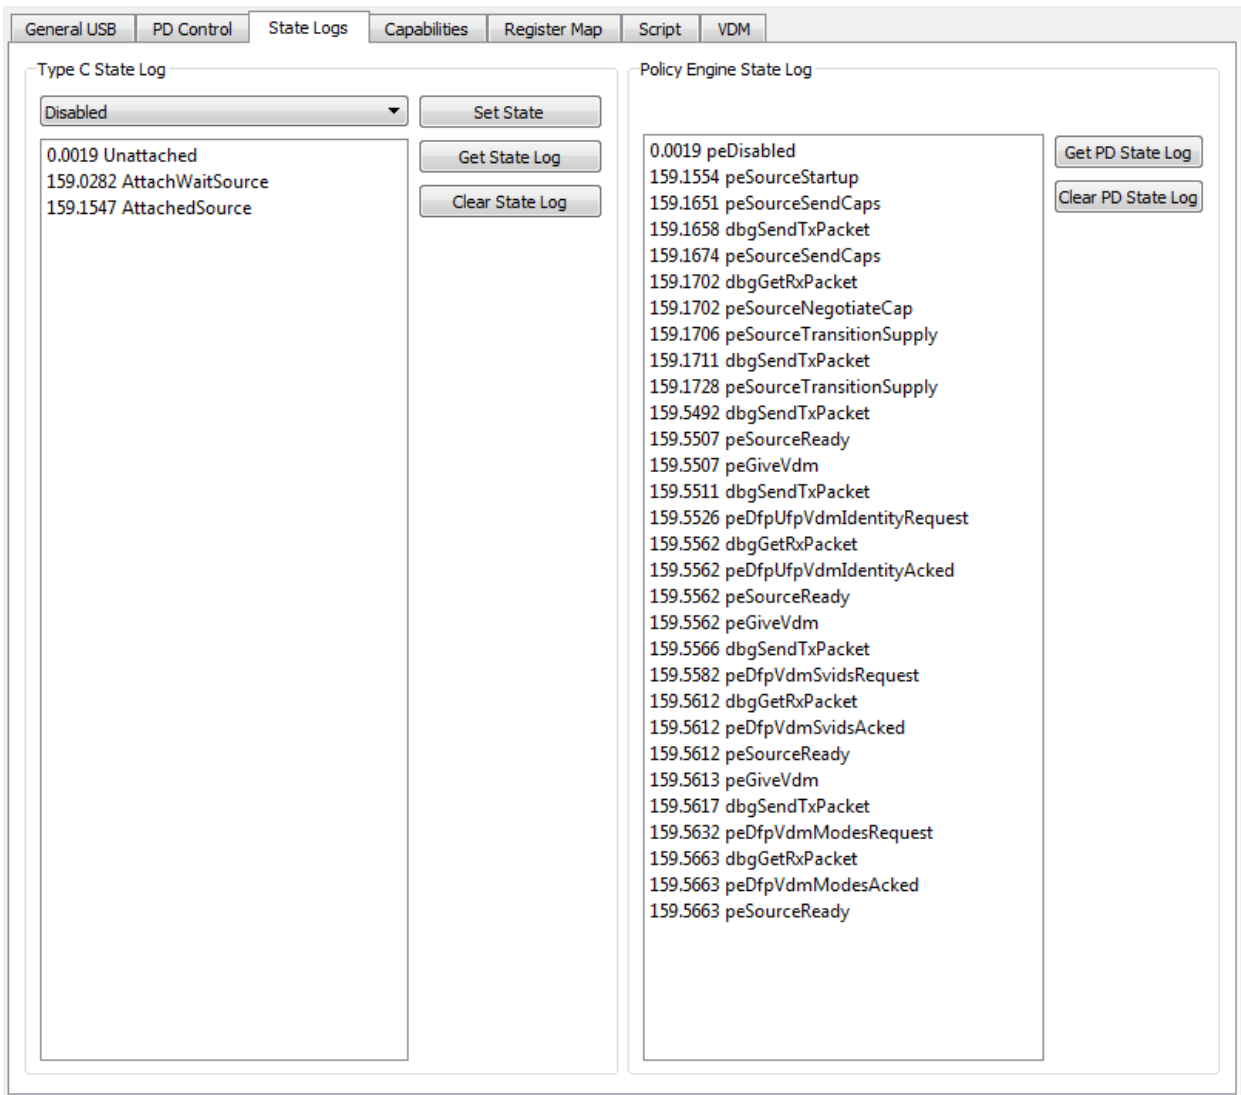 General USB PD Control State Logs Capabilities Register Map Script VDM
Type C State Log
Disabled
Set State
0.0019 Unattached
159.0282 AttachWaitSource
159.1547 AttachedSource
Get State Log
Clear State Log
Policy Engine State Log
0.0019 peDisabled
159.1554 peSourceStartup
159.1651 peSourceSendCaps
159.1658 dbgSendTxPacket
159.1674 peSourceSendCaps
159.1702 dbgGetRxPacket
159.1702 peSourceNegotiateCap
159.1706 peSourceTransitionSupply
159.1711 dbgSendTxPacket
159.1728 peSourceTransitionSupply
159.5492 dbgSendTxPacket
159.5507 peSourceReady
159.5507 peGiveVdm
159.5511 dbgSendTxPacket
159.5526 peDfpUfpVdmIdentityRequest
159.5562 dbgGetRxPacket
159.5562 peDfpUfpVdmIdentityAcked
159.5562 peSourceReady
159.5562 peGiveVdm
159.5566 dbgSendTxPacket
159.5582 peDfpVdmSvidsRequest
159.5612 dbgGetRxPacket
159.5612 peDfpVdmSvidsAcked
159.5612 peSourceReady
159.5613 peGiveVdm
159.5617 dbgSendTxPacket
159.5632 peDfpVdmModesRequest
159.5663 dbgGetRxPacket
159.5663 peDfpVdmModesAcked
159.5663 peSourceReady
Get PD State Log
Clear PD State Log